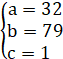 a = 32
b = 79
c = 1